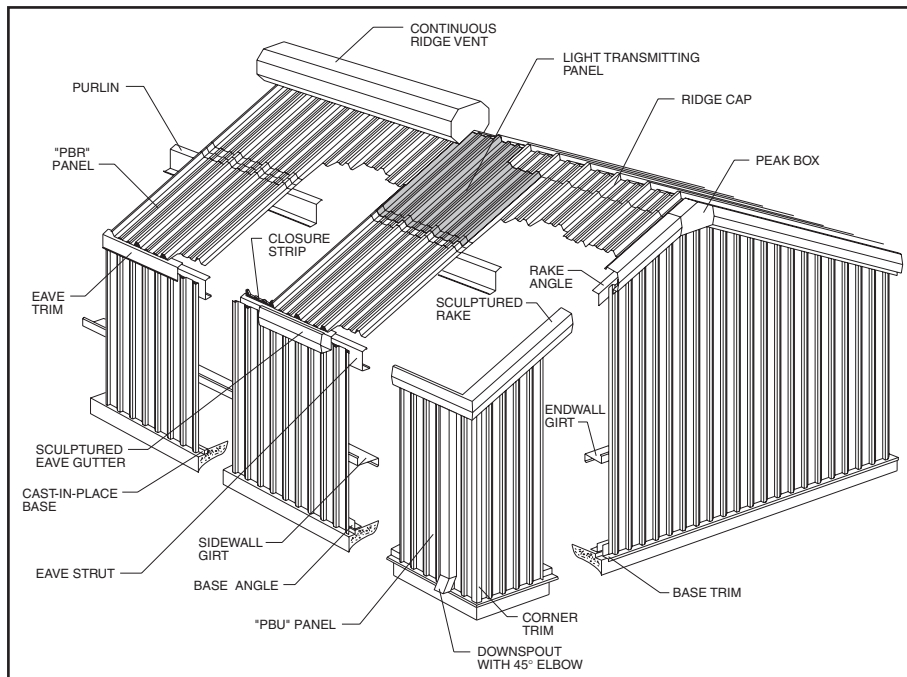 CONTINUOUS
RIDGE VENT
LIGHT TRANSMITTING
PANEL
PURLIN
RIDGE CAP
"PBR"
PANEL
PEAK BOX
CLOSURE
STRIP
RAKE
ANGLE
EAVE
TRIM
SCULPTURED
RAKE
ENDWALL
GIRT
SCULPTURED
EAVE GUTTER
CAST-IN-PLACE
BASE
SIDEWALL
GIRT
EAVE STRUT
BASE ANGLE
BASE TRIM
"PBU" PANEL
CORNER
TRIM
DOWNSPOUT
WITH 45° ELBOW